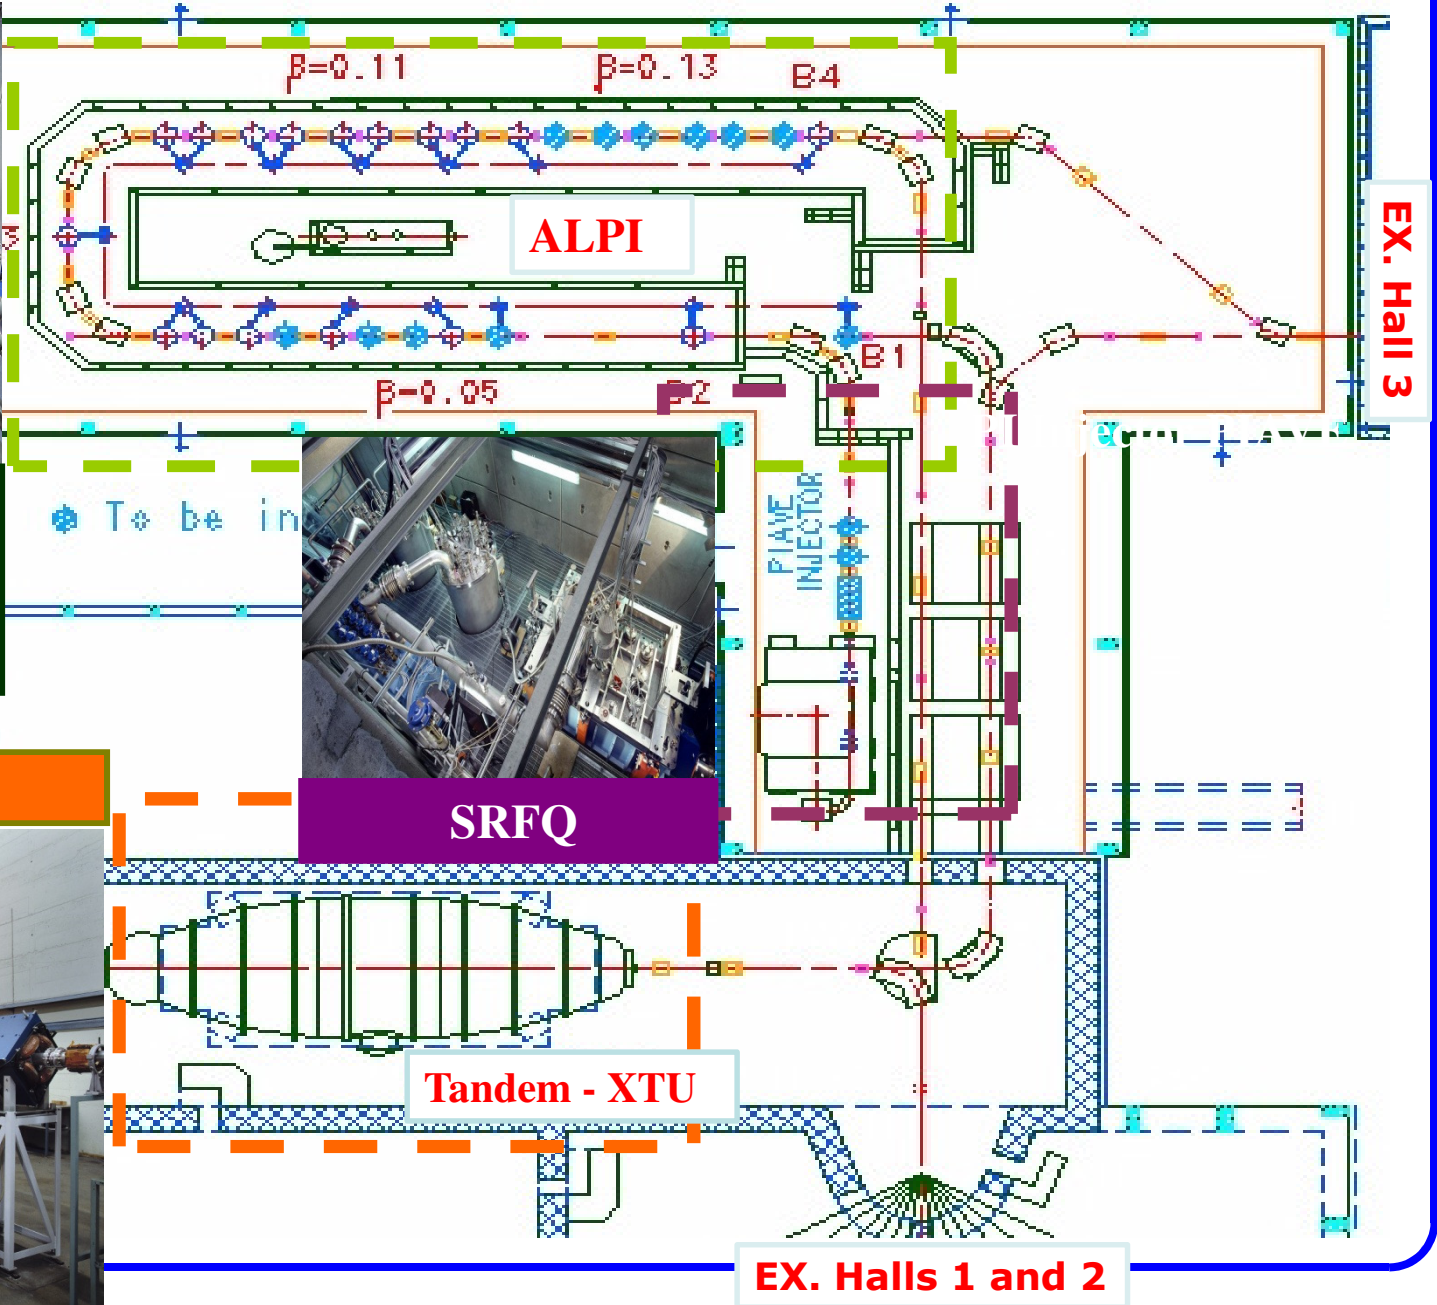 β=0.11
β=0.13
B4
ALPI
EX. Hall 3
B1
β=0.05
B2
To be in
PIAVE
INJECTOR
SRFQ
Tandem - XTU
EX. Halls 1 and 2